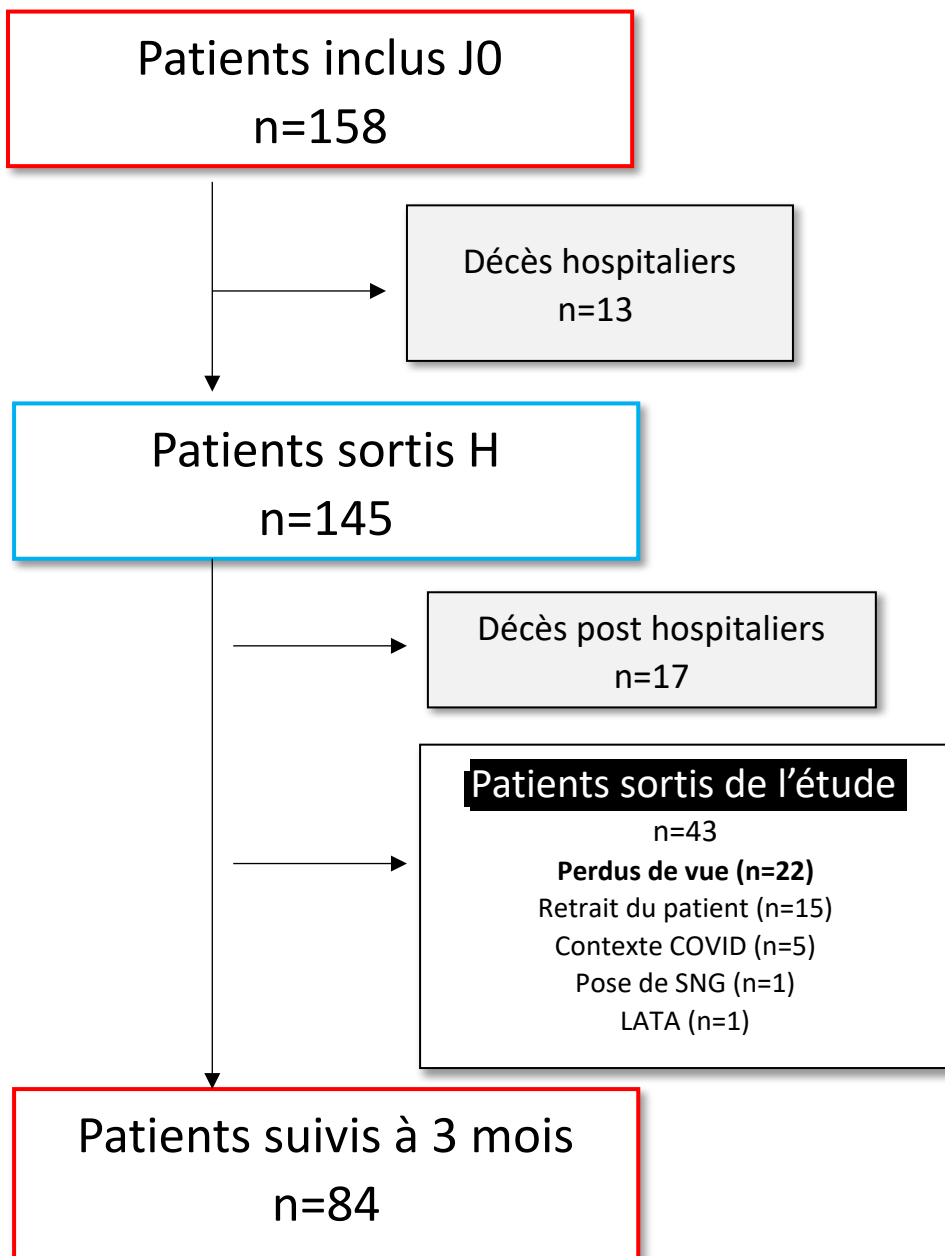 Patients inclus J0
n=158
Décès hospitaliers
n=13
Patients sortis H
n=145
Décès post hospitaliers
n=17
Patients sortis de l’étude
n=43
Perdus de vue (n=22)
Retrait du patient (n=15)
Contexte COVID (n=5)
Pose de SNG (n=1)
LATA (n=1)
Patients suivis à 3 mois
n=84